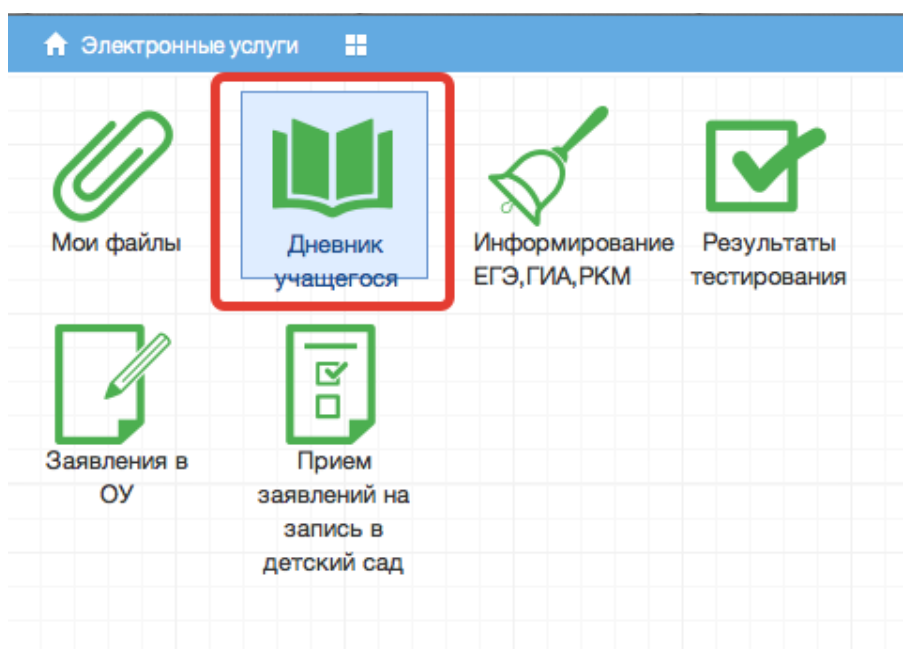 Электронные услуги
Мои файлы
Дневник
учащегося
Информирование
ЕГЭ,ГИА,РКМ
Результаты
тестирования
Заявления в
ОУ
Прием
заявлений на
запись в
детский сад